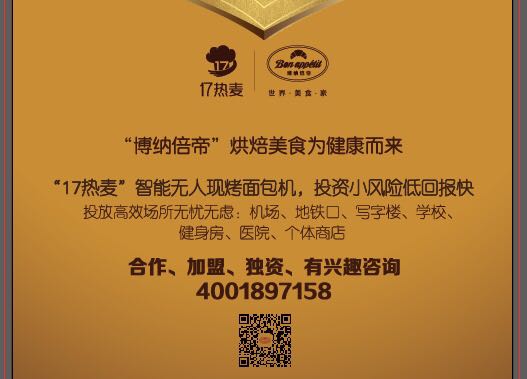 17
17热麦
Bon appétit
博纳倍帝
世界·美食·家
“博纳倍帝”烘焙美食为健康而来
“17热麦”智能无人现烤面包机，投资小风险低回报快
投放高效场所无忧无虑：机场、地铁口、写字楼、学校、
健身房、医院、个体商店
合作、加盟、独资、有兴趣咨询
4001897158